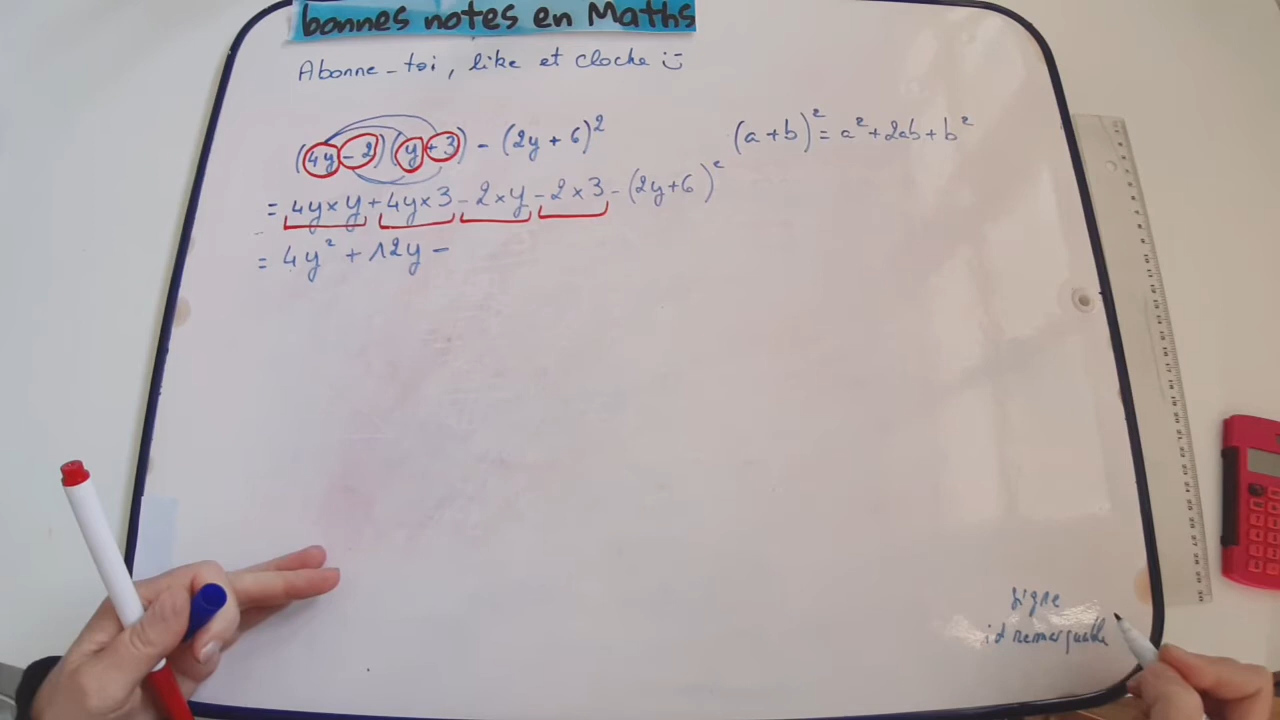 bonnes notes en Maths
Abonne-toi, like et cloche :)
(4y-2)(y+3) - (2y+6)²
(a+b)² = a²+2ab+b²
= 4y×y+4y×3-2×y-2×3-(2y+6)²
= 4y² + 12y -
signe
id remarquable